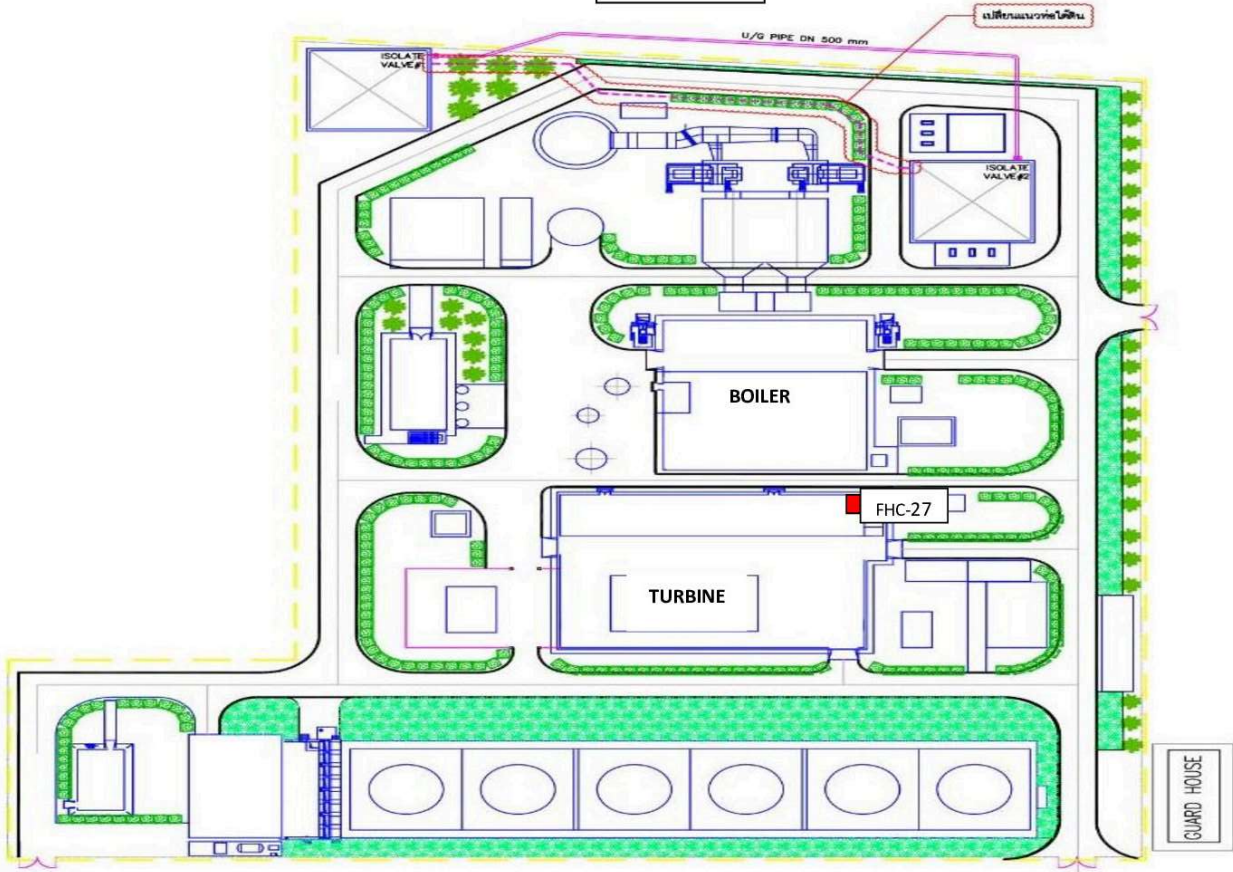 เปลี่ยนแนวท่อใต้ดิน
U/G PIPE DN 500 mm
ISOLATE
VALVE#1
ISOLATE
VALVE#2
BOILER
FHC-27
TURBINE
GUARD HOUSE